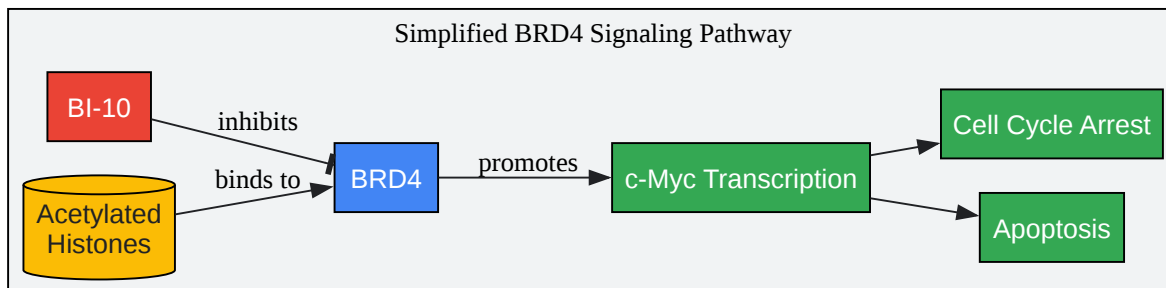 Simplified BRD4 Signaling Pathway
BI-10
inhibits
Acetylated
Histones
binds to
BRD4
promotes
c-Myc Transcription
Cell Cycle Arrest
Apoptosis